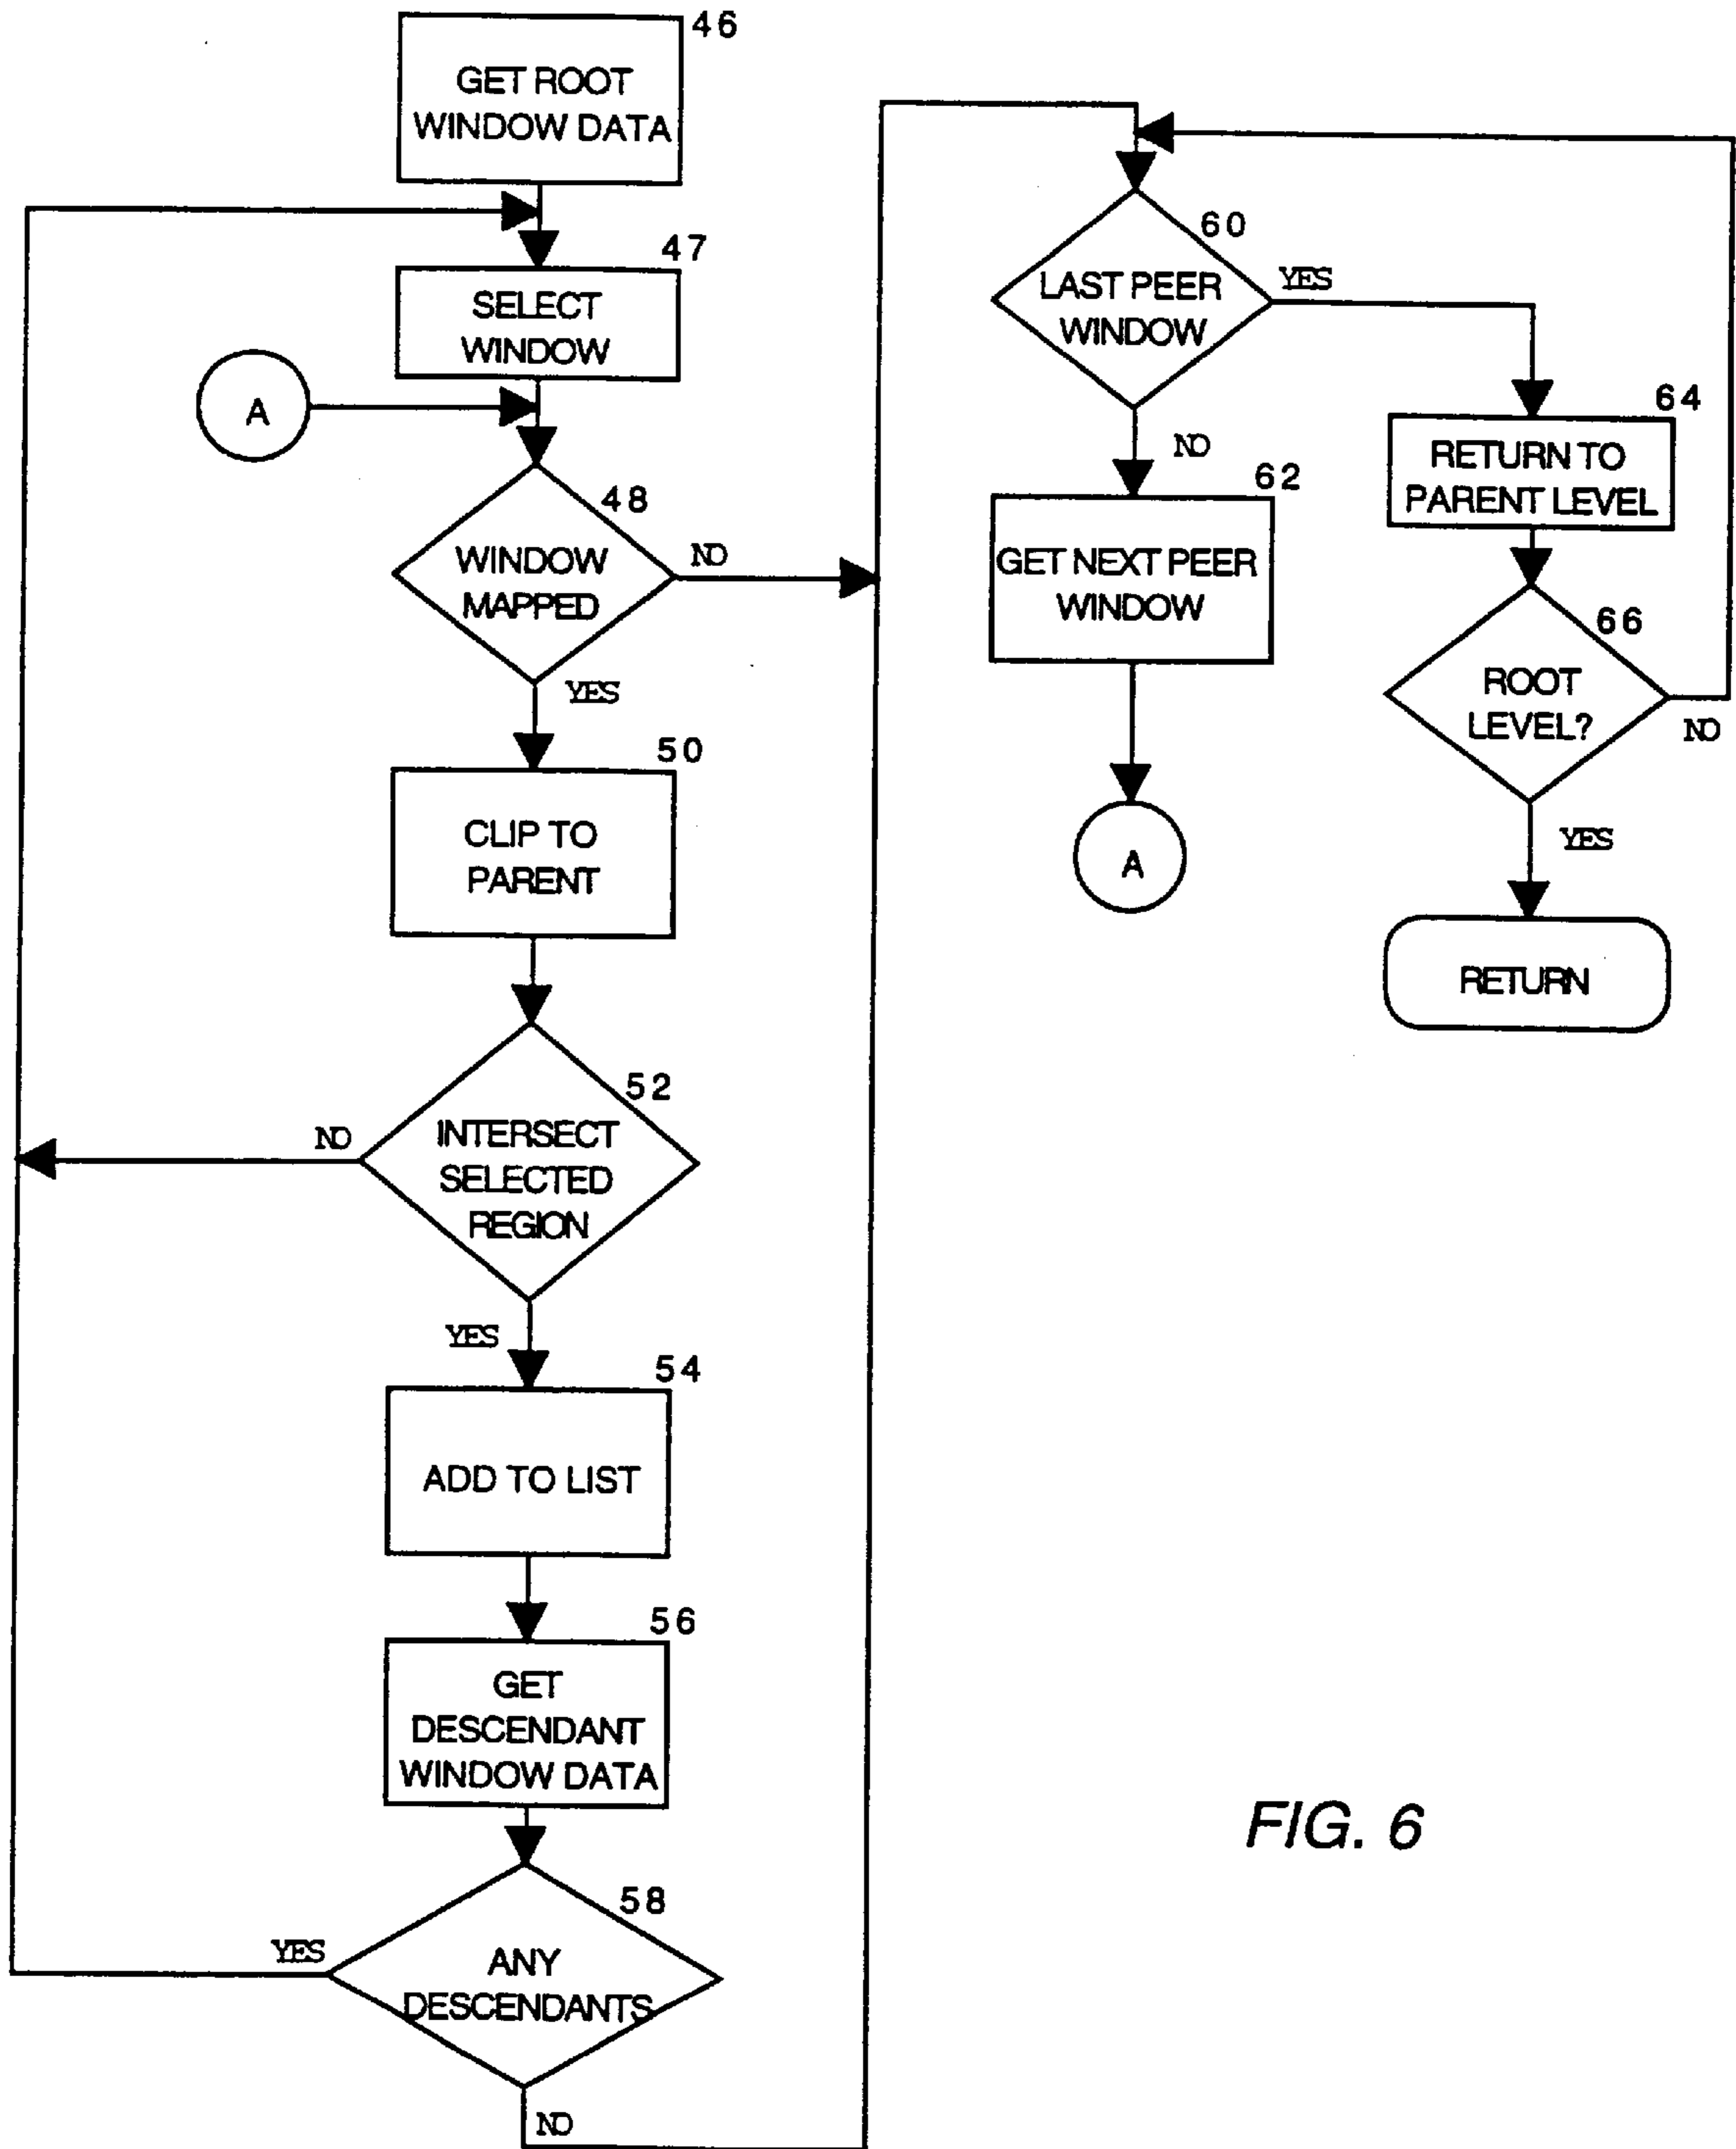 46
GET ROOT
WINDOW DATA
47
SELECT
WINDOW
A
48
WINDOW
MAPPED
NO
YES
50
CLIP TO
PARENT
52
INTERSECT
SELECTED
REGION
NO
YES
54
ADD TO LIST
56
GET
DESCENDANT
WINDOW DATA
58
ANY
DESCENDANTS
YES
NO
60
LAST PEER
WINDOW
YES
NO
62
GET NEXT PEER
WINDOW
A
64
RETURN TO
PARENT LEVEL
66
ROOT
LEVEL?
NO
YES
RETURN
FIG. 6